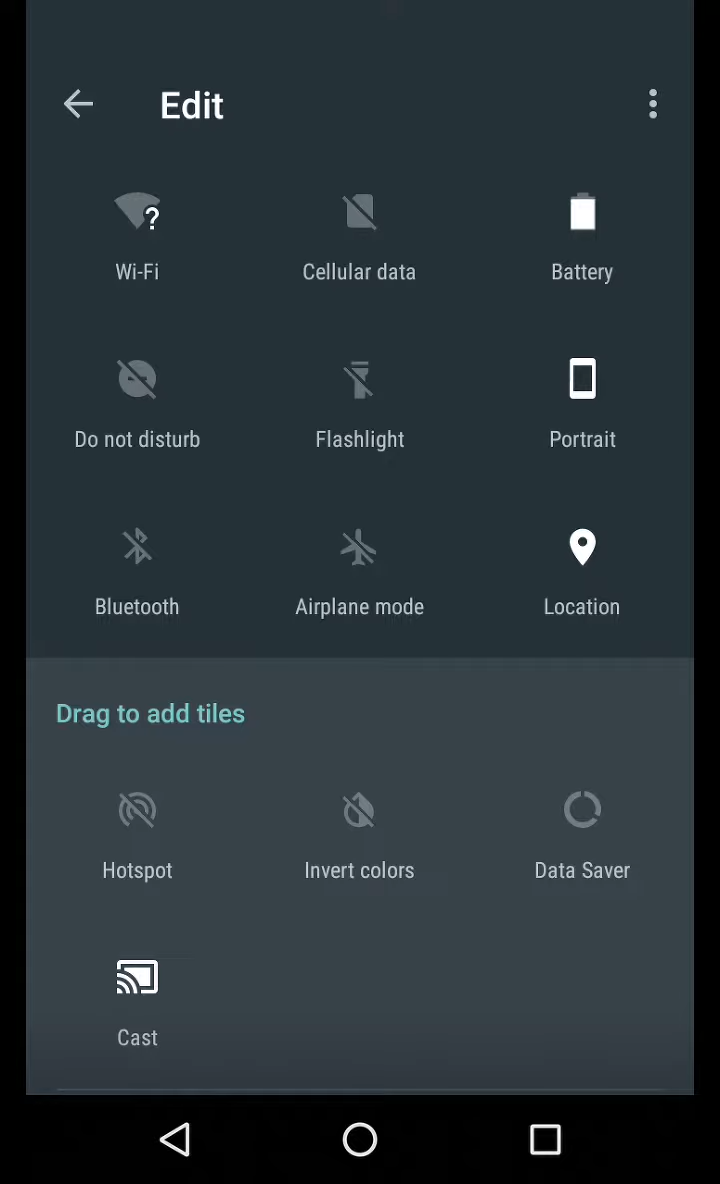 Edit
?
Wi-Fi
Cellular data
Battery
Do not disturb
Flashlight
Portrait
Bluetooth
Airplane mode
Location
Drag to add tiles
Hotspot
Invert colors
Data Saver
Cast